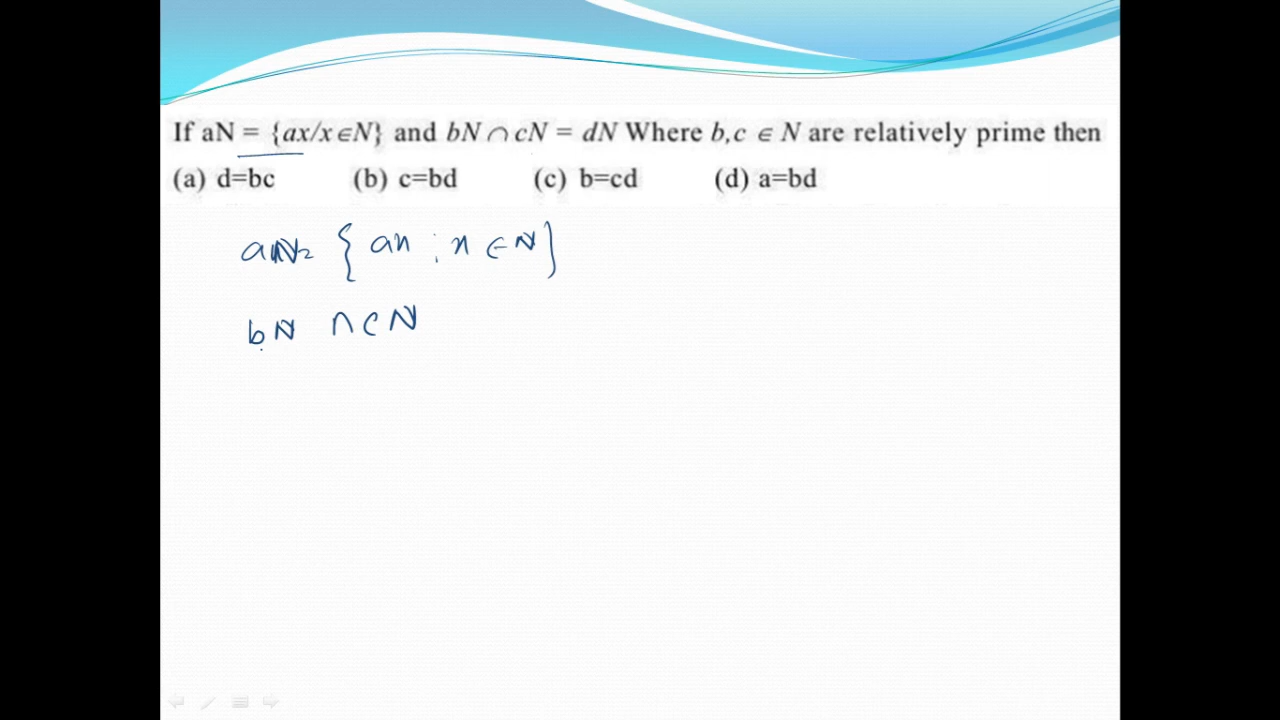 If aN = {ax/x∈N} and bN ∩ cN = dN Where b,c ∈ N are relatively prime then
(a) d=bc (b) c=bd (c) b=cd (d) a=bd
aN= { an ; n ∈ N}
bN ∩ cN